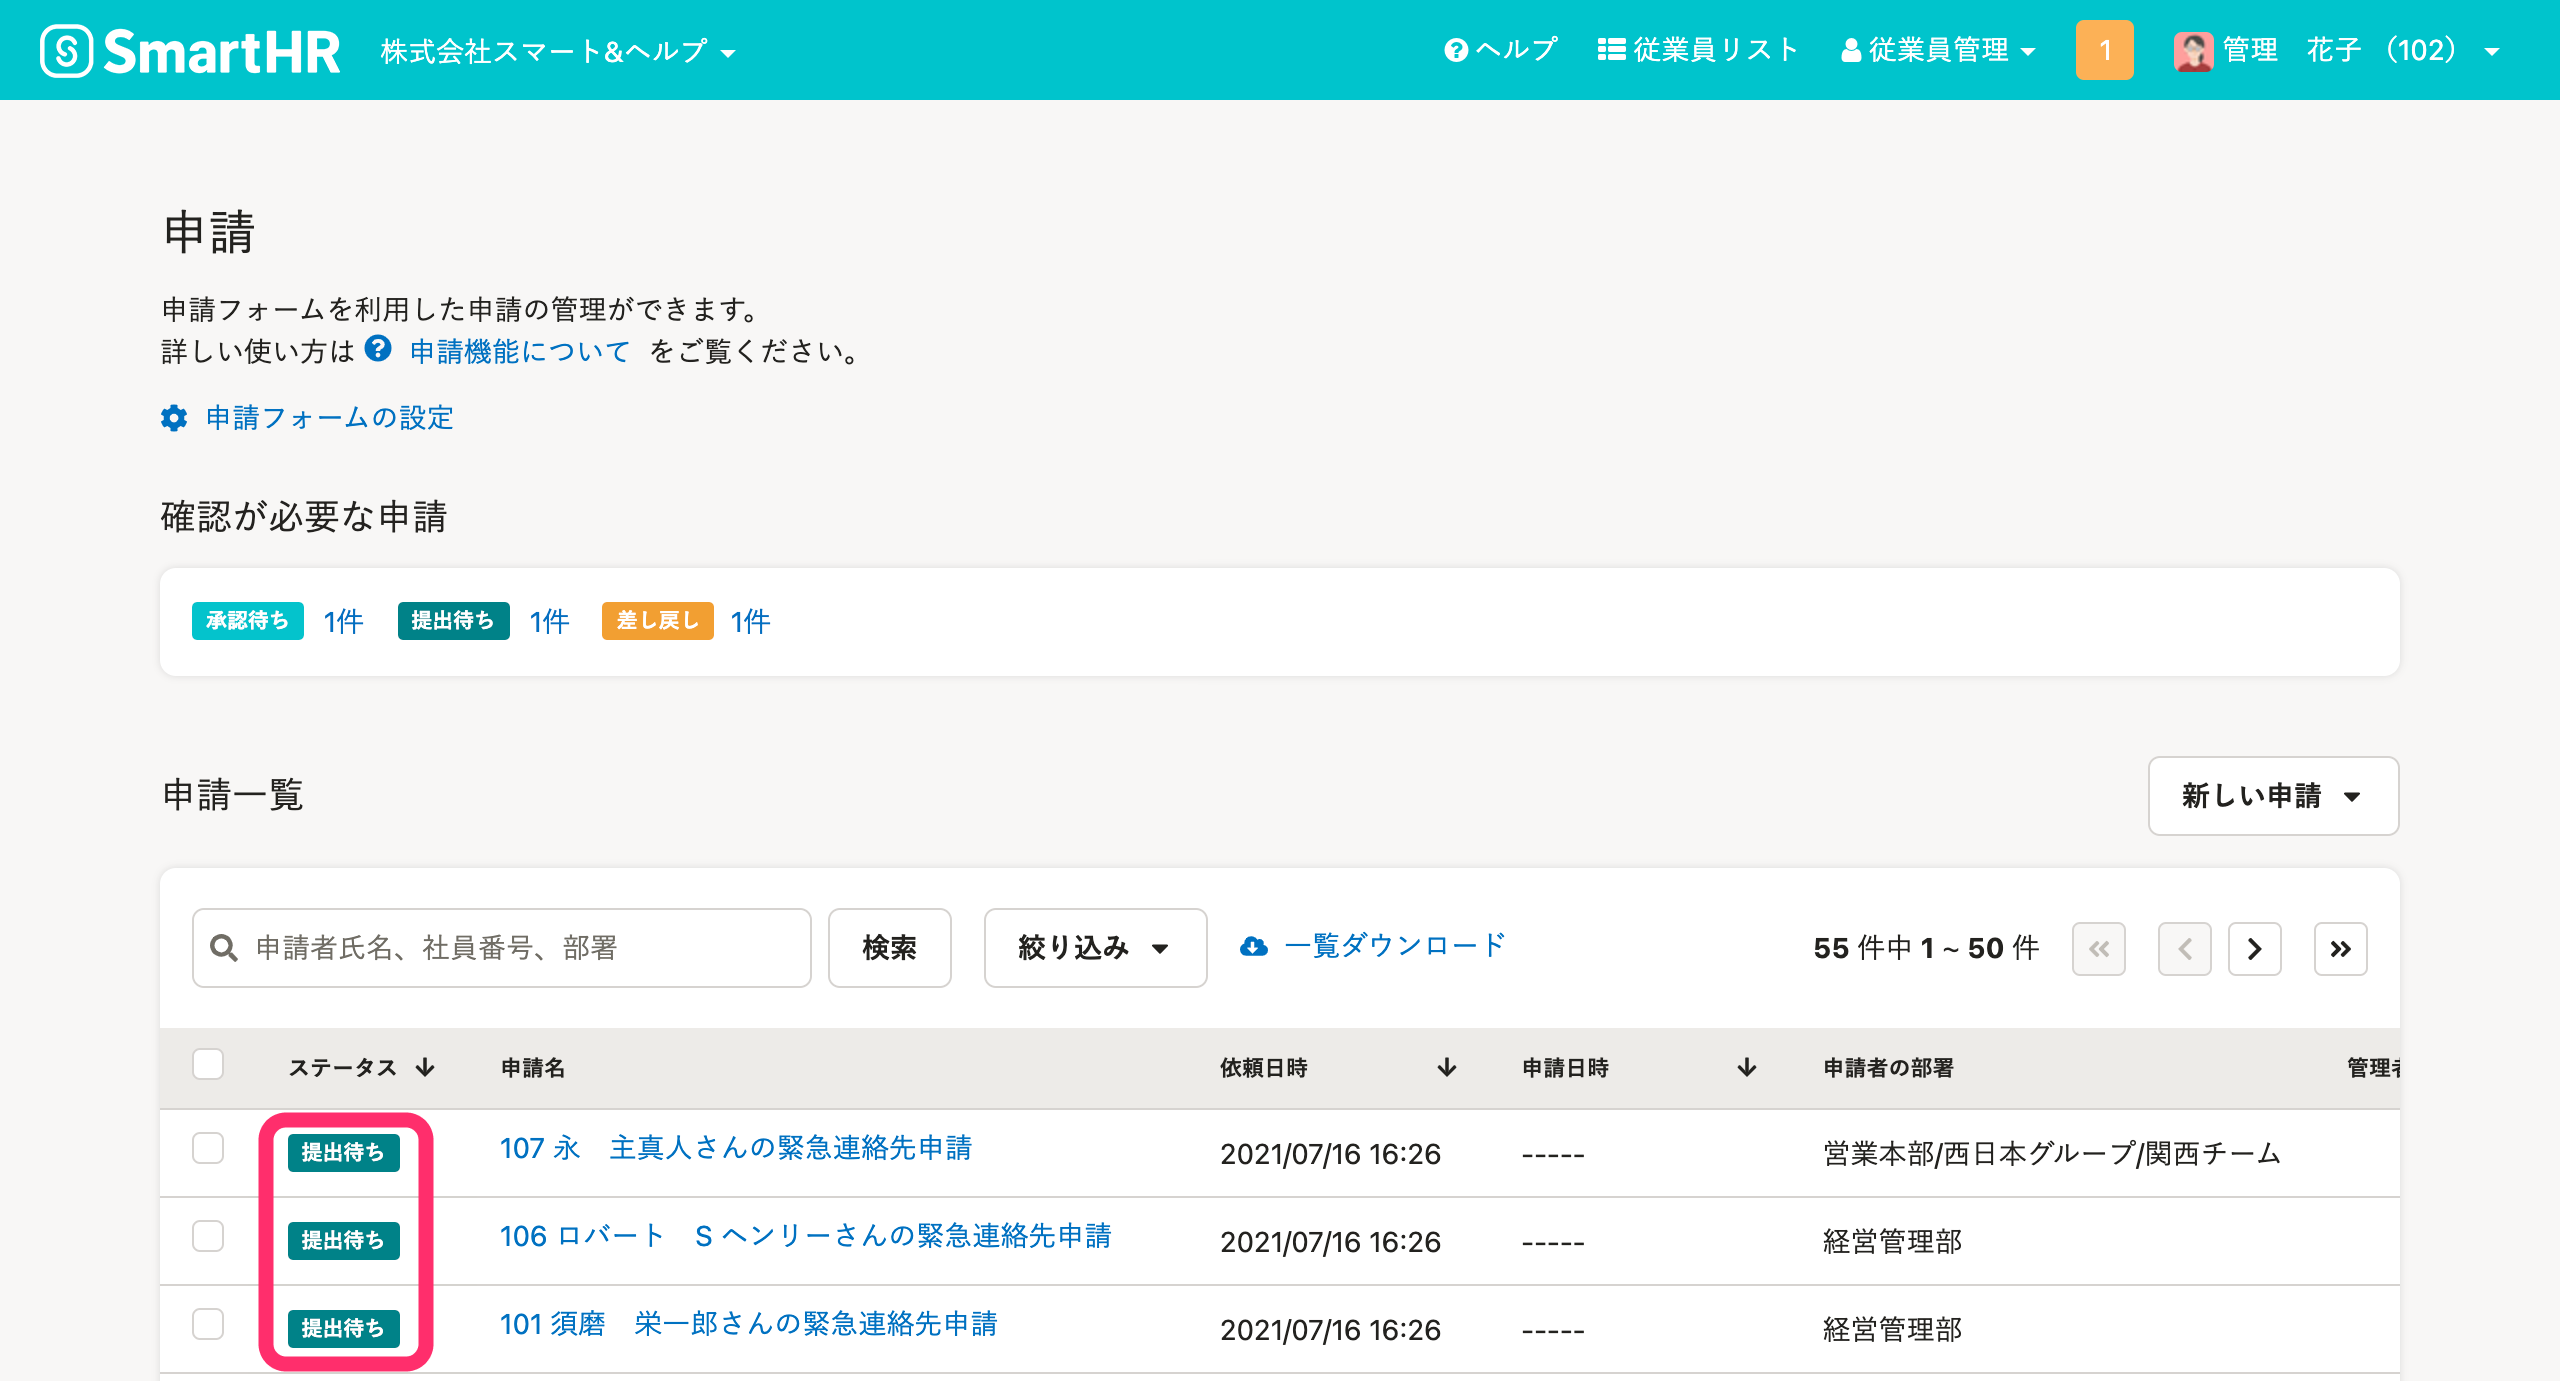 SmartHR 株式会社スマート&ヘルプ ヘルプ 従業員リスト 従業員管理 1 管理 花子 (102)
申請
申請フォームを利用した申請の管理ができます。
詳しい使い方は 申請機能について をご覧ください。
申請フォームの設定
確認が必要な申請
承認待ち 1件 提出待ち 1件 差し戻し 1件
申請一覧 新しい申請
申請者氏名、社員番号、部署 検索 絞り込み 一覧ダウンロード 55 件中 1 ~ 50 件
ステータス 申請名 依頼日時 申請日時 申請者の部署 管理
提出待ち 107 永 主真人さんの緊急連絡先申請 2021/07/16 16:26 ----- 営業本部/西日本グループ/関西チーム
提出待ち 106 ロバート S ヘンリーさんの緊急連絡先申請 2021/07/16 16:26 ----- 経営管理部
提出待ち 101 須磨 栄一郎さんの緊急連絡先申請 2021/07/16 16:26 ----- 経営管理部